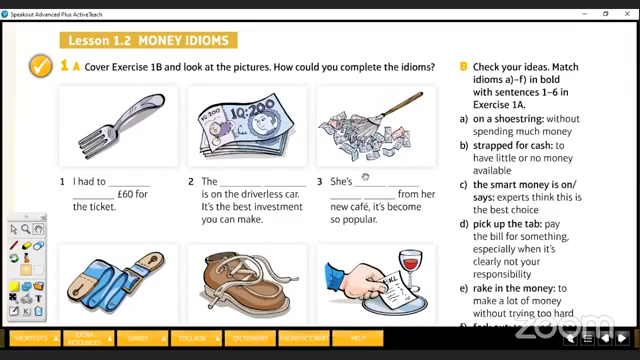 Speakout Advanced Plus ActiveTeach
Lesson 1.2 MONEY IDIOMS
1 A Cover Exercise 1B and look at the pictures. How could you complete the idioms?
1 I had to ________
________ £60 for
the ticket.
2 The ________ ________
is on the driverless car.
It's the best investment
you can make.
3 She's ________ ________
________ from her
new café, it's become
so popular.
B Check your ideas. Match
idioms a)–f) in bold
with sentences 1–6 in
Exercise 1A.
a) on a shoestring: without
spending much money
b) strapped for cash: to
have little or no money
available
c) the smart money is on/
says: experts think this is
the best choice
d) pick up the tab: pay
the bill for something,
especially when it's
clearly not your
responsibility
e) rake in the money: to
make a lot of money
without trying too hard
SHORTCUTS
EXTRA RESOURCES
GAMES
TOOLBOX
DICTIONARY
PHONETIC CHART
HELP
zoom